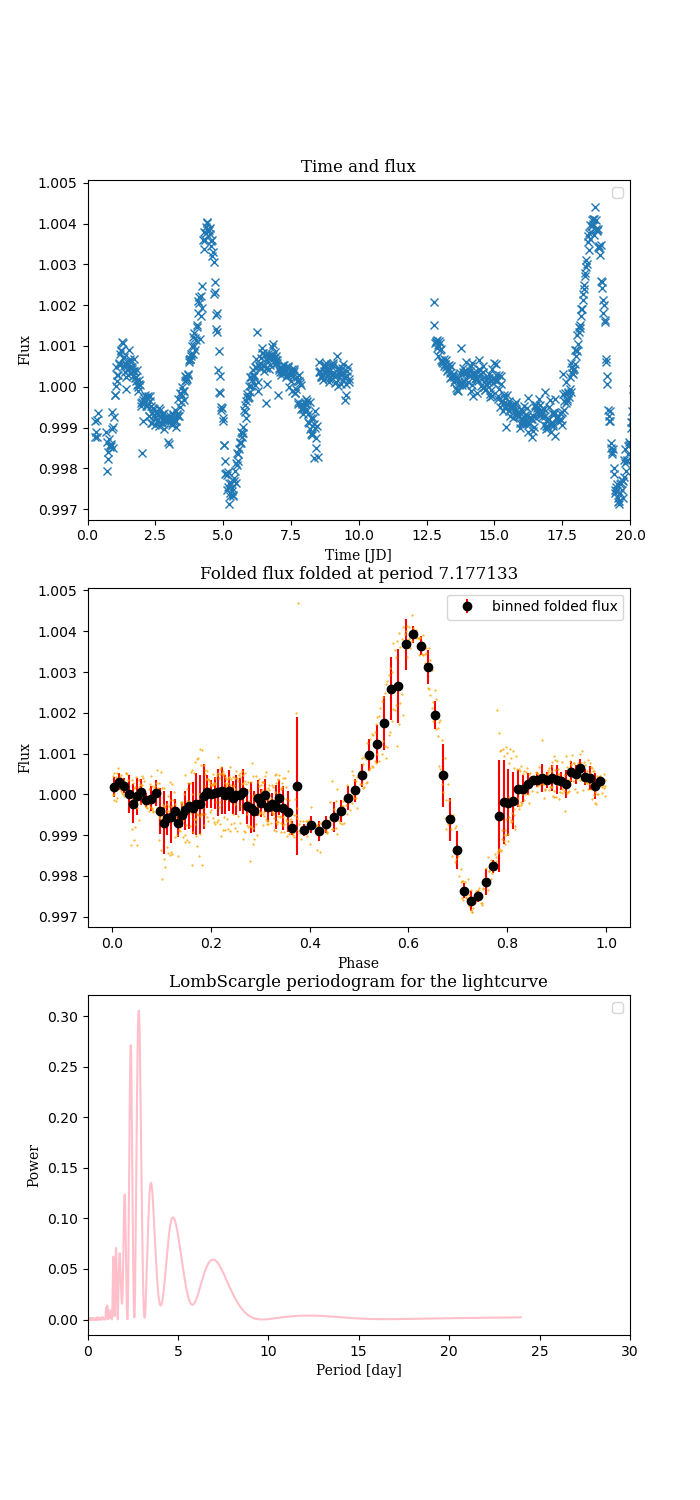 Time and flux
Flux
1.005
1.004
1.003
1.002
1.001
1.000
0.999
0.998
0.997
0.0 2.5 5.0 7.5 10.0 12.5 15.0 17.5 20.0
Time [JD]
Folded flux folded at period 7.177133
binned folded flux
Flux
1.005
1.004
1.003
1.002
1.001
1.000
0.999
0.998
0.997
0.0 0.2 0.4 0.6 0.8 1.0
Phase
LombScargle periodogram for the lightcurve
Power
0.30
0.25
0.20
0.15
0.10
0.05
0.00
0 5 10 15 20 25 30
Period [day]